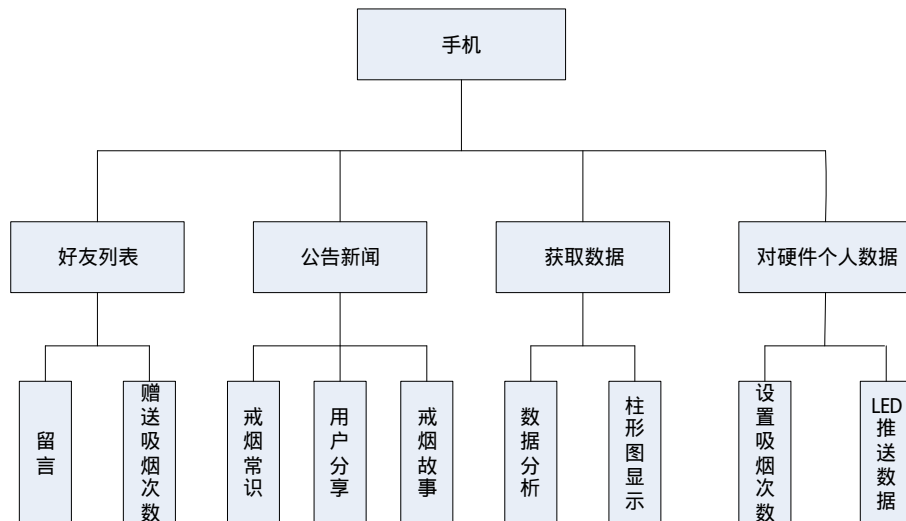 手机
好友列表
公告新闻
获取数据
对硬件个人数据
留言
赠送吸烟次数
戒烟常识
用户分享
戒烟故事
数据分析
柱形图显示
设置吸烟次数
LED推送数据